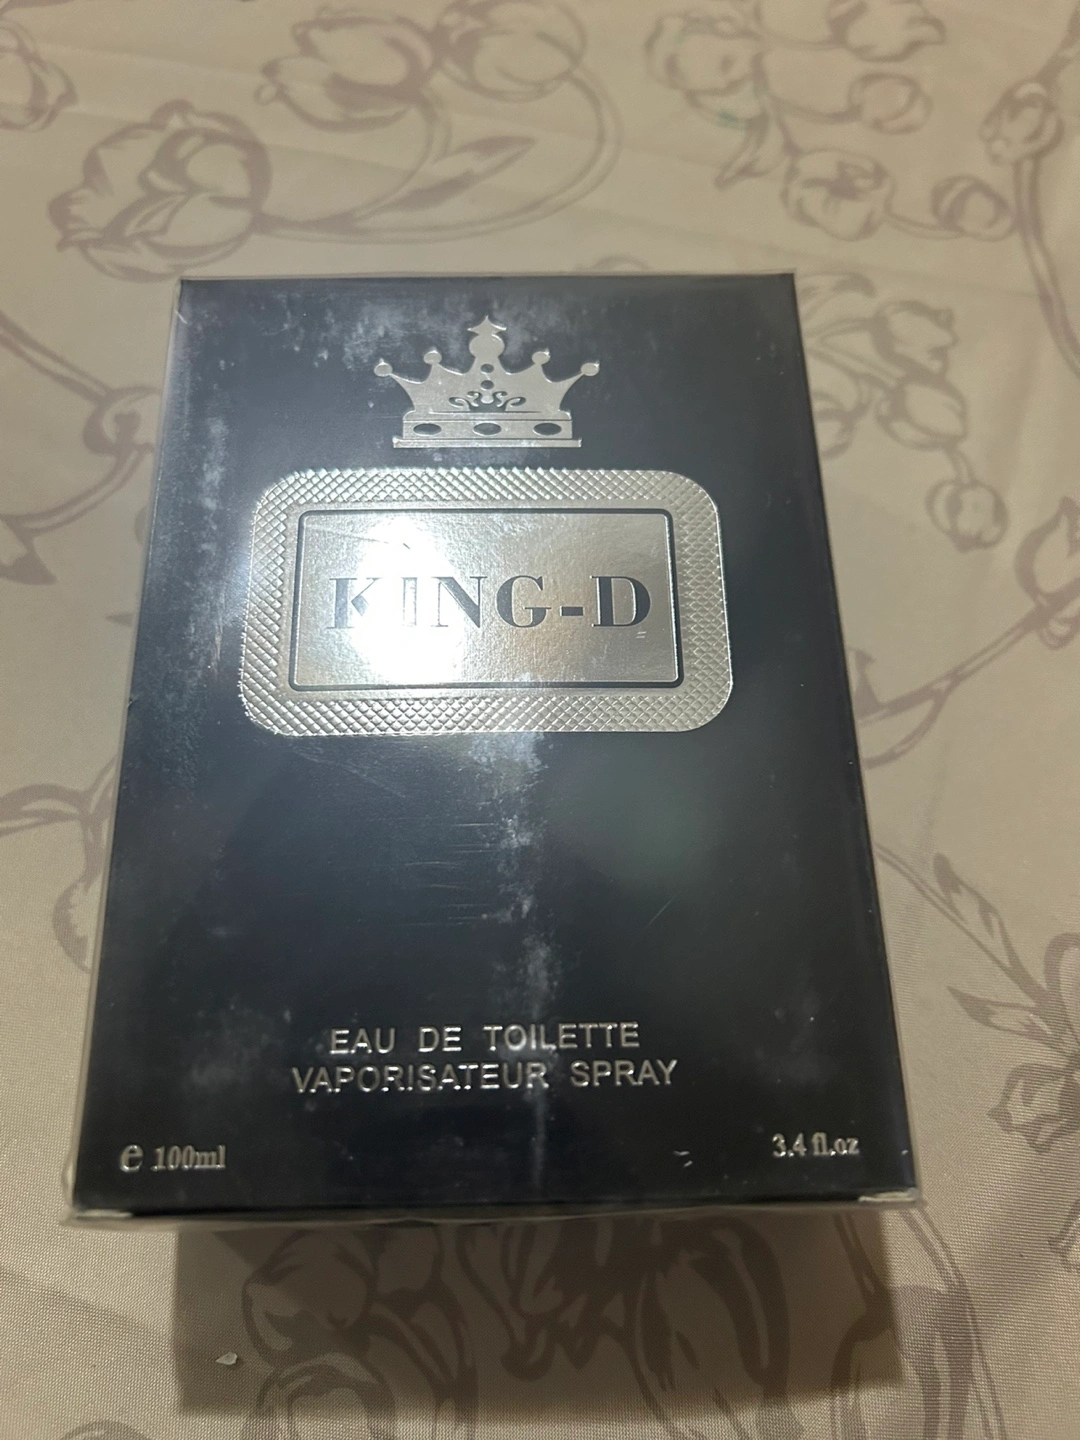 KING-D
EAU DE TOILETTE
VAPORISATEUR SPRAY
e 100ml
3.4 fl.oz